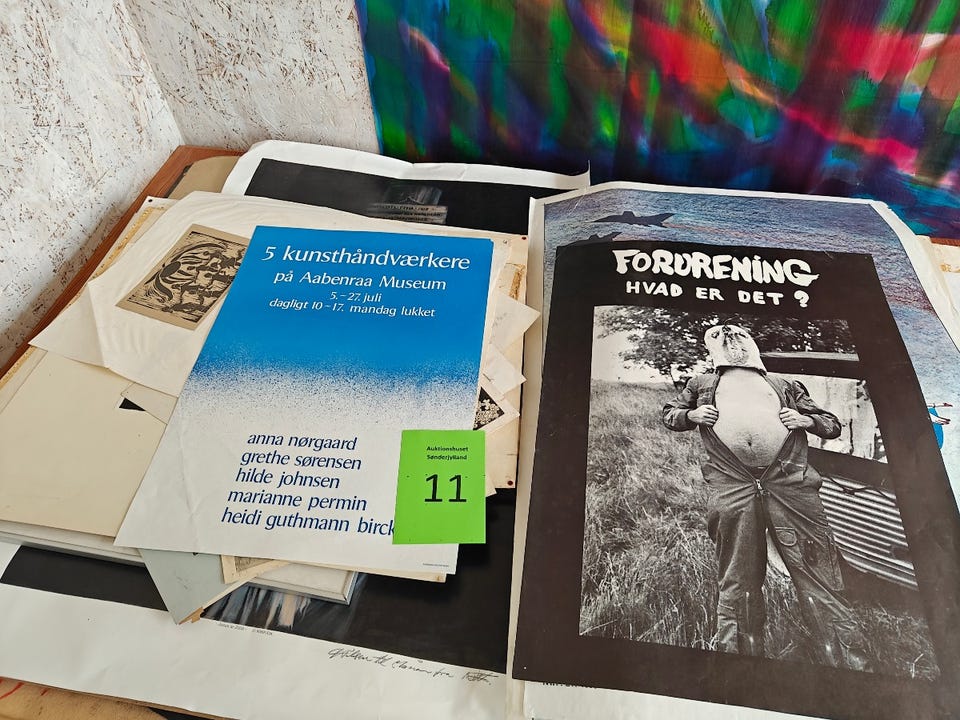 5 kunsthåndværkere
på Aabenraa Museum
5.-27. juli
dagligt 10-17. mandag lukket
anna nørgaard
grethe sørensen
hilde johnsen
marianne permin
heidi guthmann birck
Auktionshuset
Sønderjylland
11
FORURENING
HVAD ER DET?